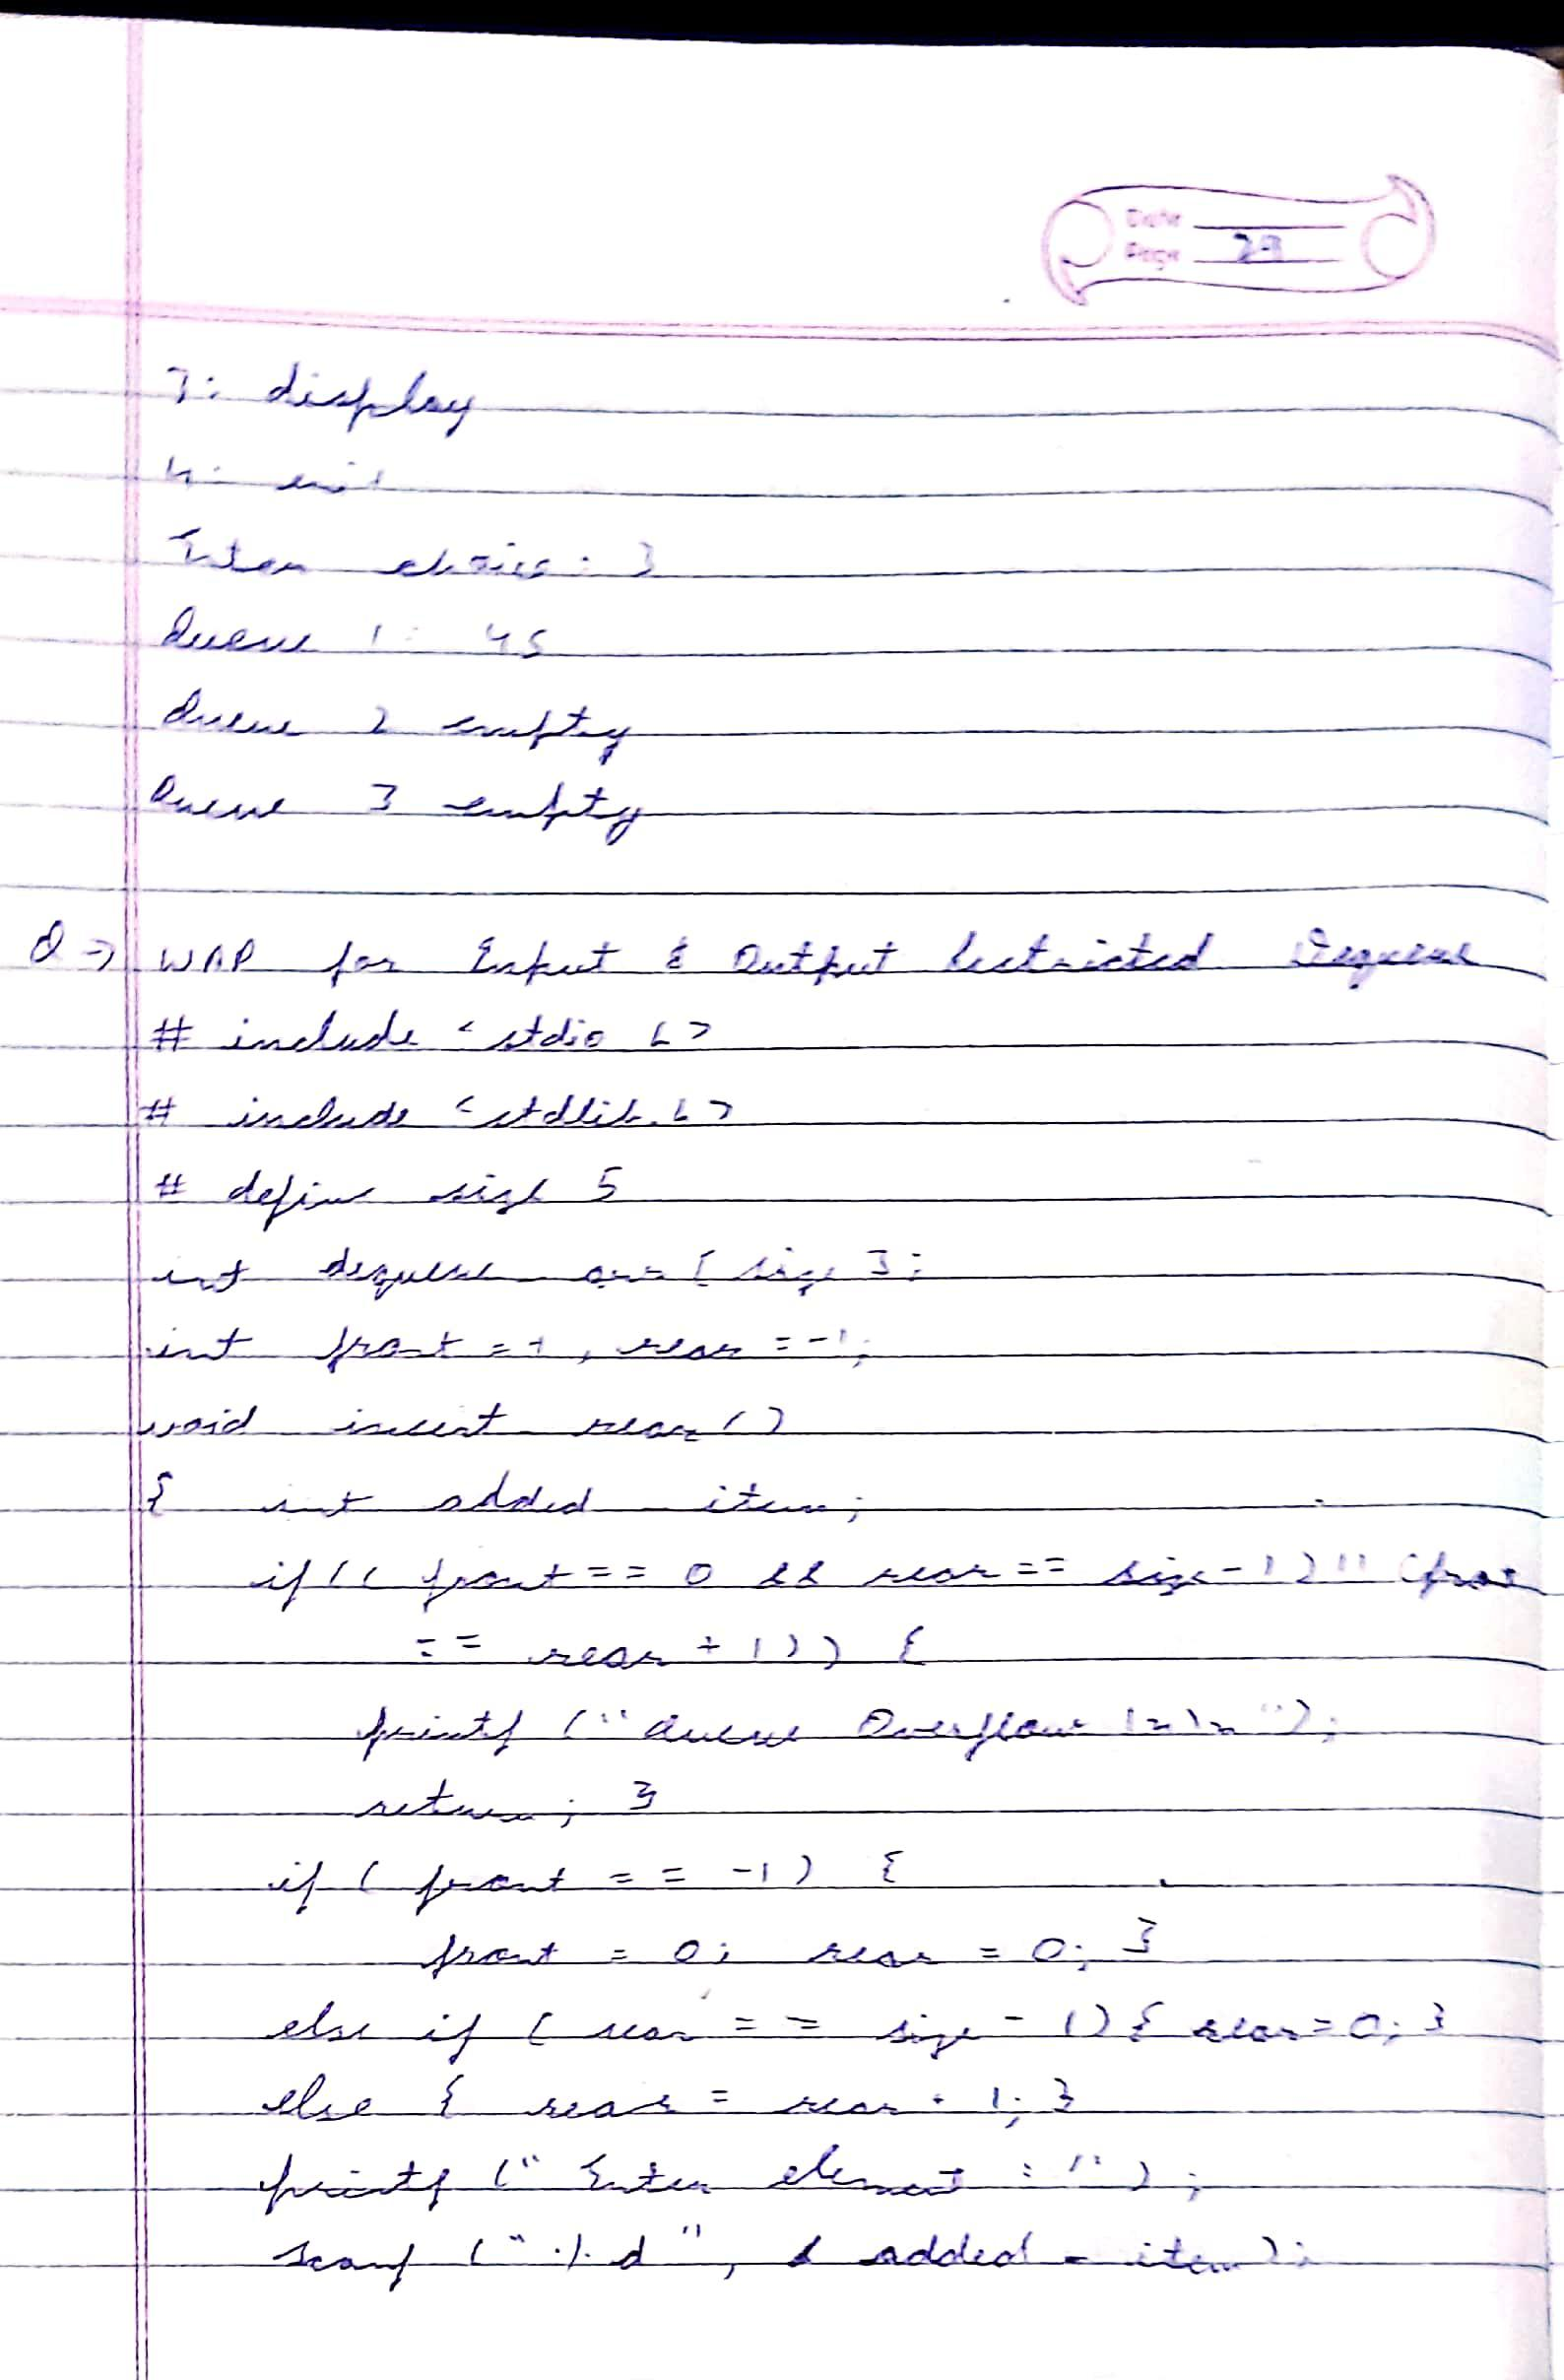 Date
Page 29
3: display
4: exit
Enter choice: 3
Queue 1: 45
Queue 2 empty
Queue 3 empty
Q => WAP for Input & Output Restricted Dequeue
# include <stdio.h>
# include <stdlib.h>
# define size 5
int dequeue_arr[size];
int front = -1, rear = -1;
void insert_rear()
{ int added_item;
if((front == 0 && rear == size-1) || (front
== rear + 1)) {
printf("Queue Overflow \n\n");
return; }
if (front == -1) {
front = 0; rear = 0; }
else if (rear == size - 1) { rear = 0; }
else { rear = rear + 1; }
printf(" Enter element : ");
scanf("%d", & added_item);